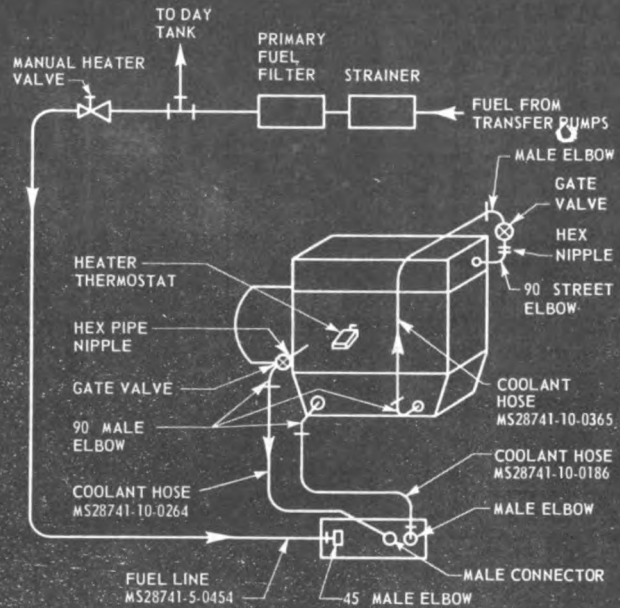 TO DAY
TANK
MANUAL HEATER
VALVE
PRIMARY
FUEL
FILTER
STRAINER
FUEL FROM
TRANSFER PUMPS
MALE ELBOW
GATE
VALVE
HEX
NIPPLE
90 STREET
ELBOW
HEATER
THERMOSTAT
HEX PIPE
NIPPLE
GATE VALVE
90 MALE
ELBOW
COOLANT
HOSE
MS28741-10-0365
COOLANT HOSE
MS28741-10-0186
COOLANT HOSE
MS28741-10-0264
MALE ELBOW
MALE CONNECTOR
FUEL LINE
MS28741-5-0454
45 MALE ELBOW